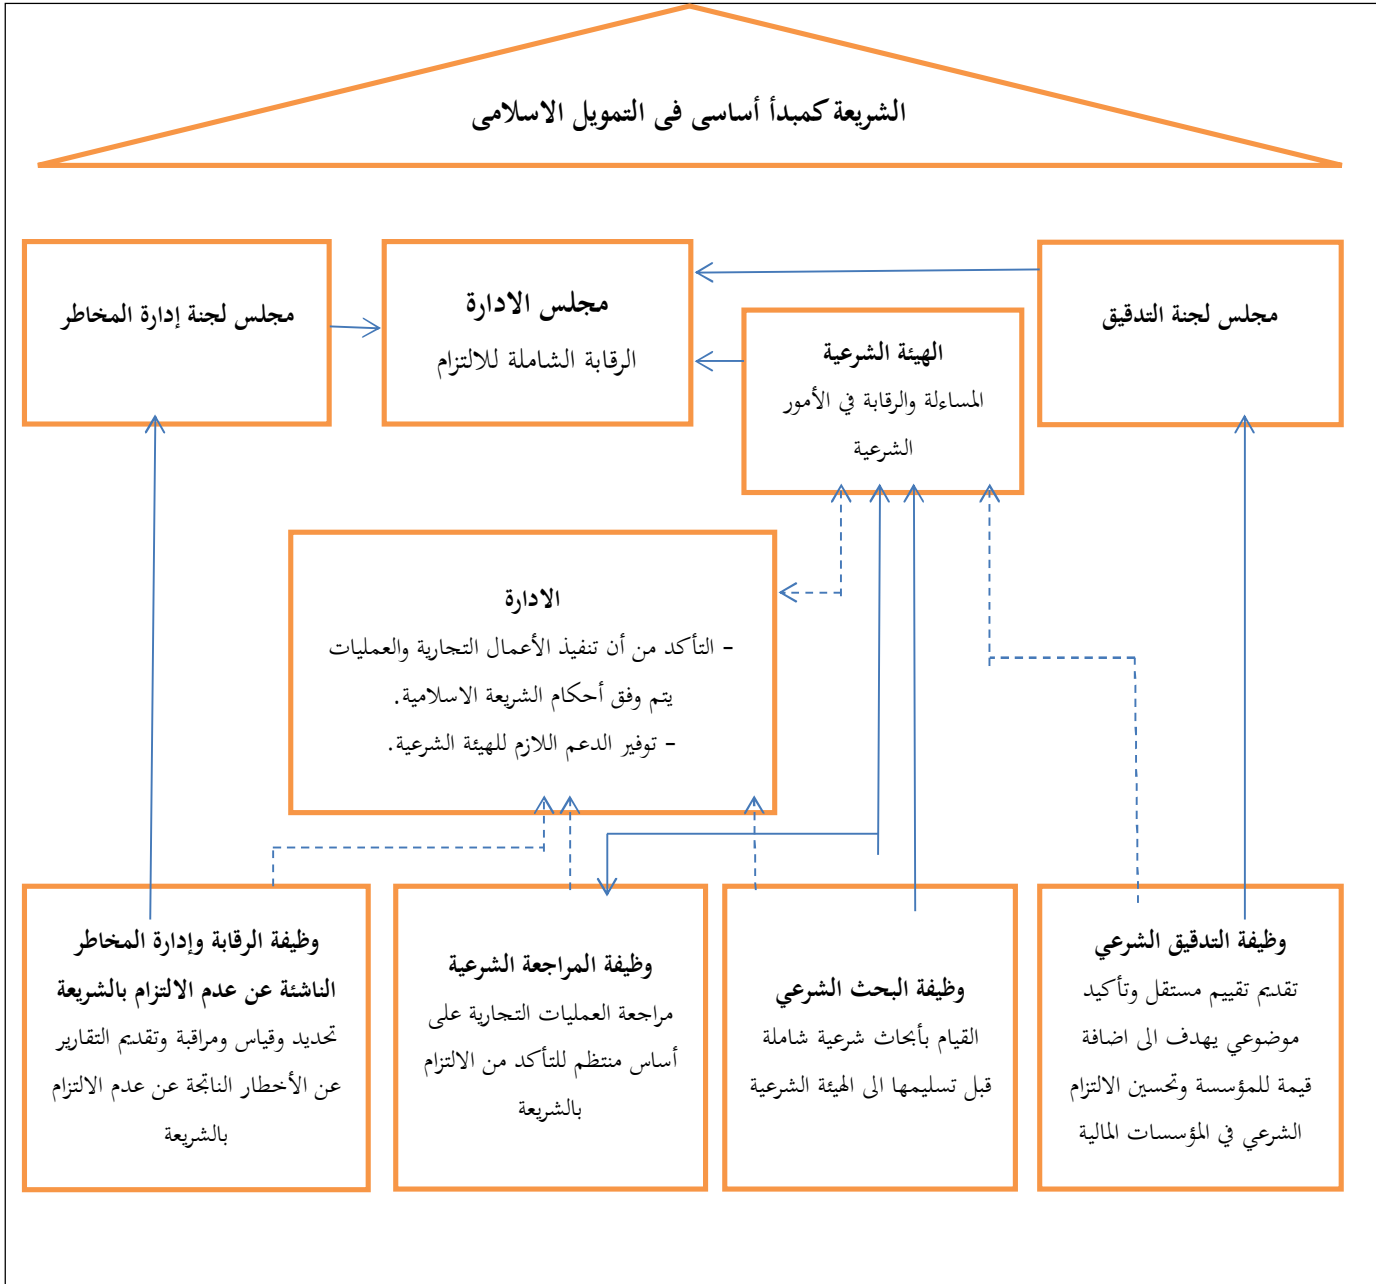 الشريعة كمبدأ أساسى فى التمويل الاسلامى
مجلس لجنة التدقيق
مجلس الادارة
الرقابة الشاملة للالتزام
مجلس لجنة إدارة المخاطر
الهيئة الشرعية
المساءلة والرقابة في الأمور
الشرعية
الادارة
- التأكد من أن تنفيذ الأعمال التجارية والعمليات
يتم وفق أحكام الشريعة الاسلامية.
- توفير الدعم اللازم للهيئة الشرعية.
وظيفة التدقيق الشرعي
تقديم تقييم مستقل وتأكيد
موضوعي يهدف الى اضافة
قيمة للمؤسسة وتحسين الالتزام
الشرعي في المؤسسات المالية
وظيفة البحث الشرعي
القيام بأبحاث شرعية شاملة
قبل تسليمها الى الهيئة الشرعية
وظيفة المراجعة الشرعية
مراجعة العمليات التجارية على
أساس منتظم للتأكد من الالتزام
بالشريعة
وظيفة الرقابة وإدارة المخاطر
الناشئة عن عدم الالتزام بالشريعة
تحديد وقياس ومراقبة وتقديم التقارير
عن الأخطار الناتجة عن عدم الالتزام
بالشريعة